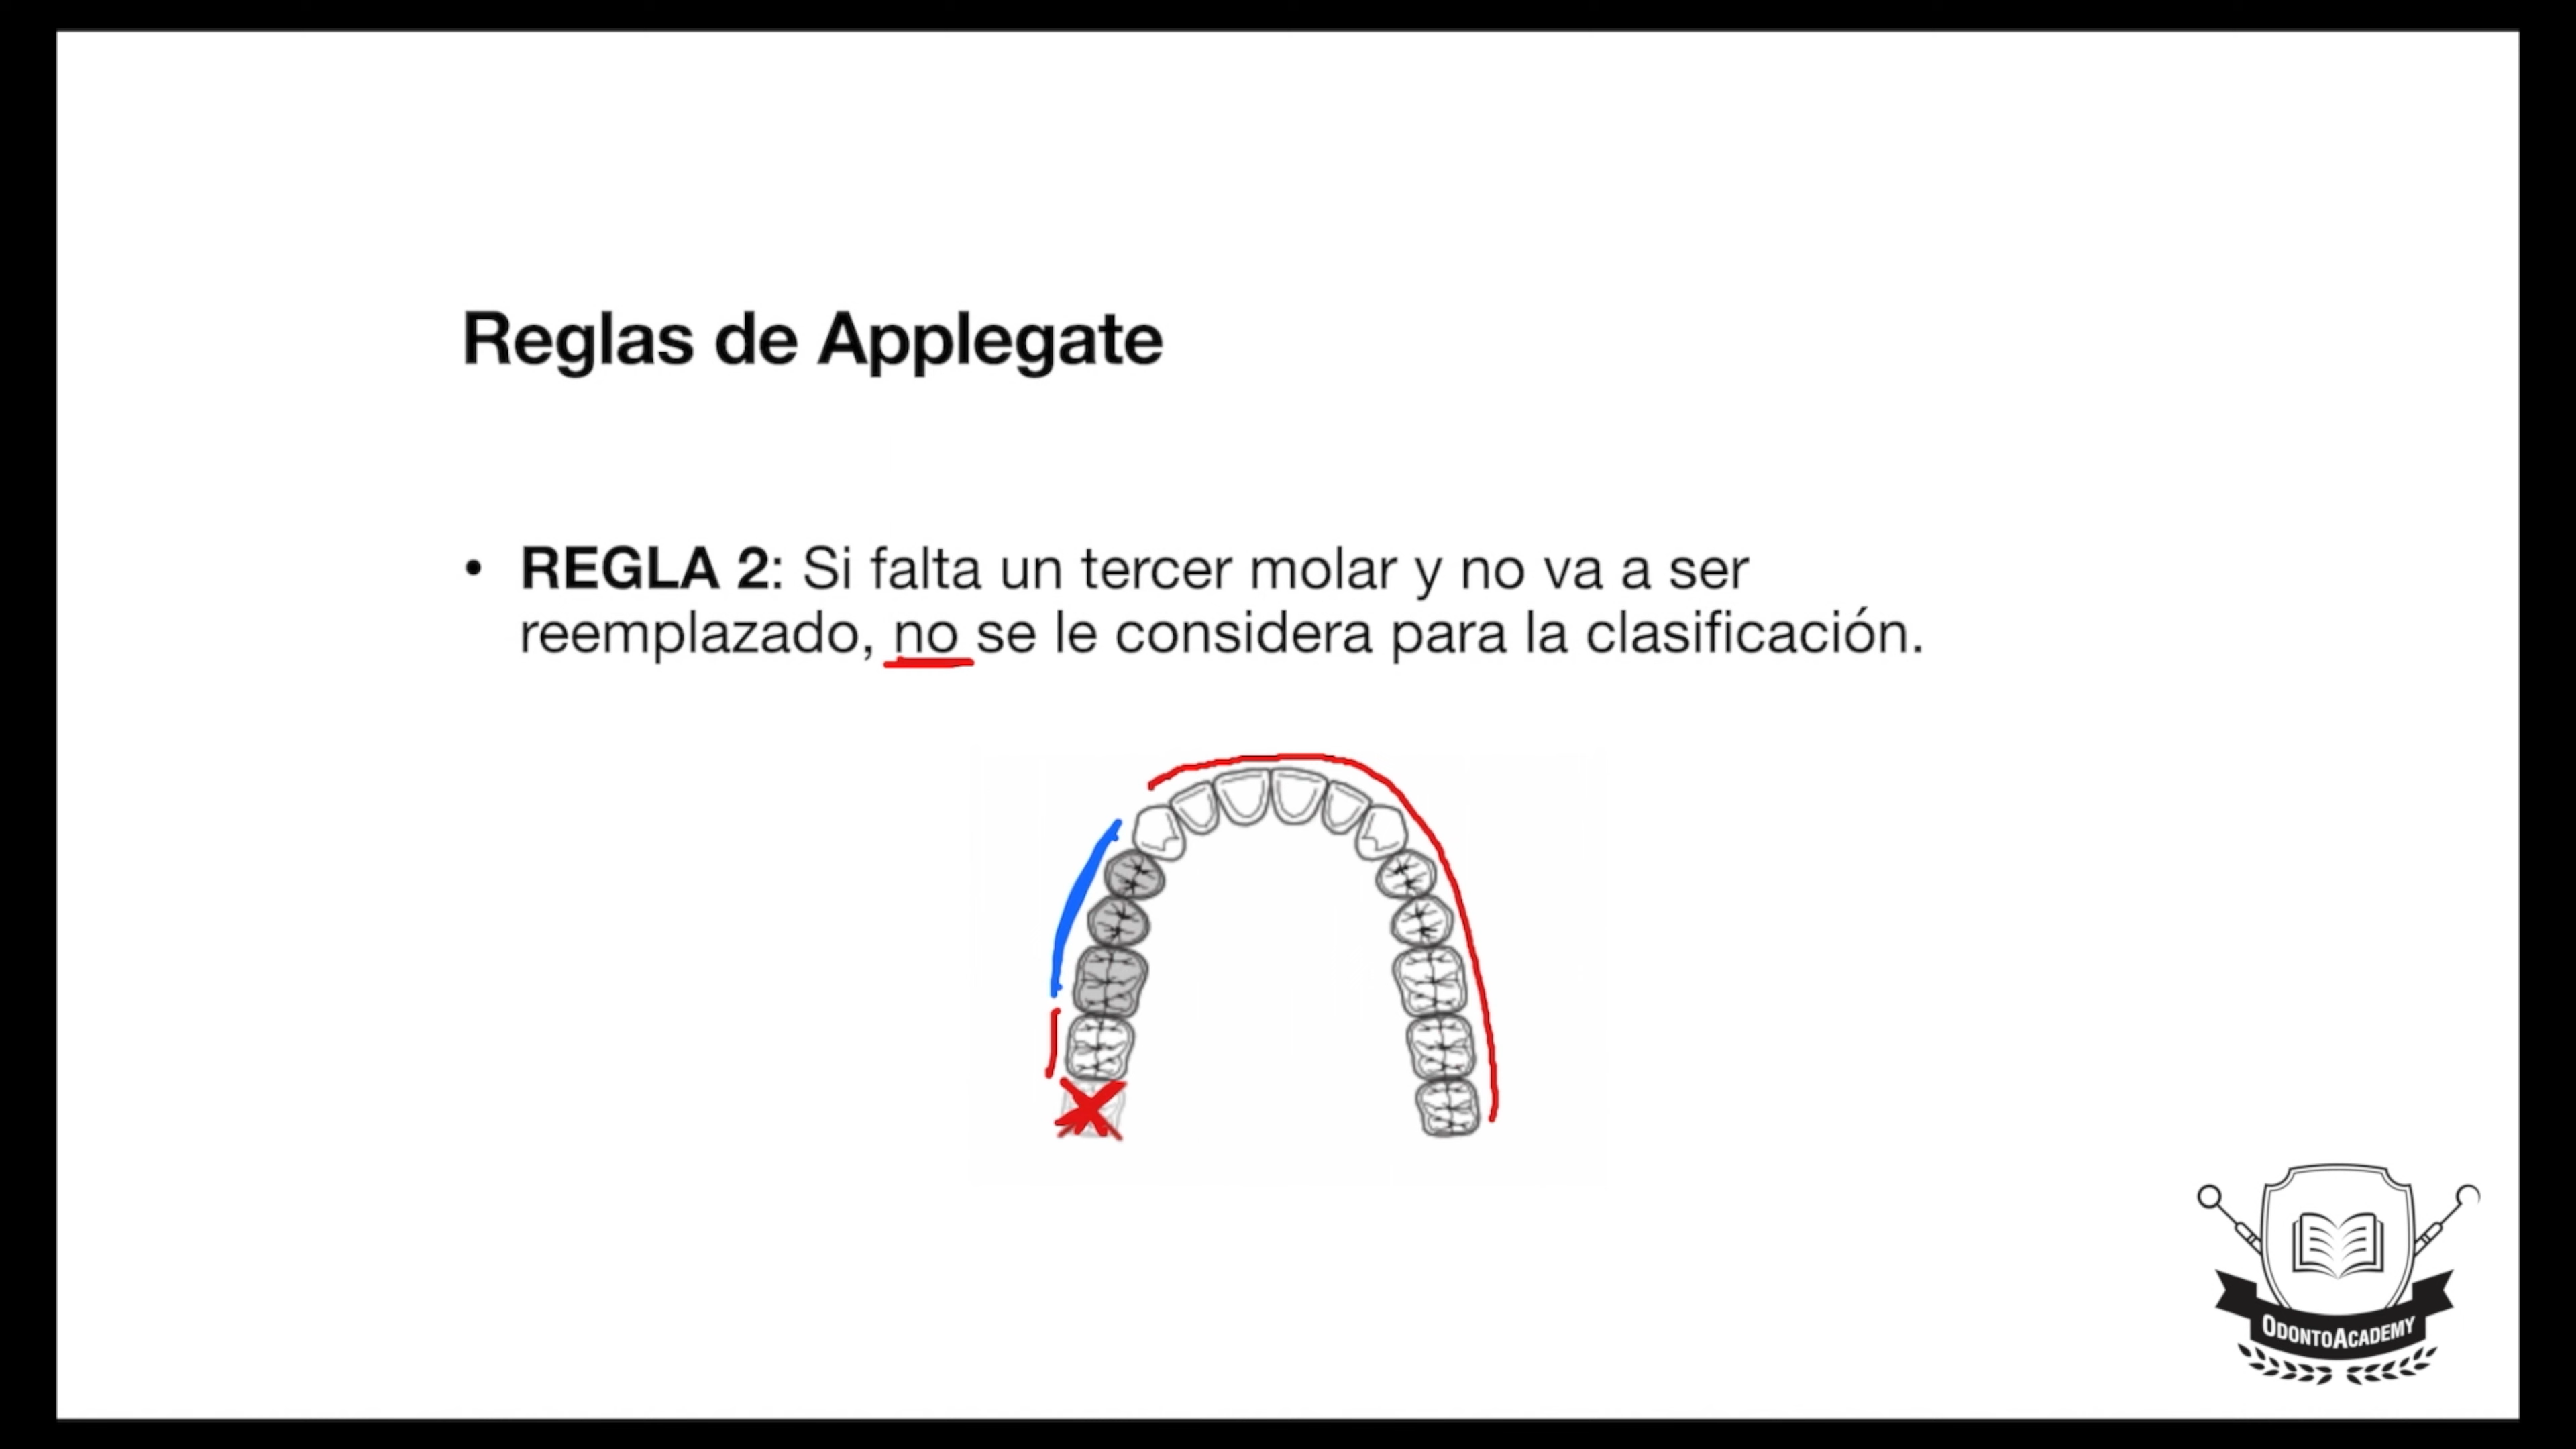 Reglas de Applegate
• REGLA 2: Si falta un tercer molar y no va a ser
reemplazado, no se le considera para la clasificación.
ODONTOACADEMY